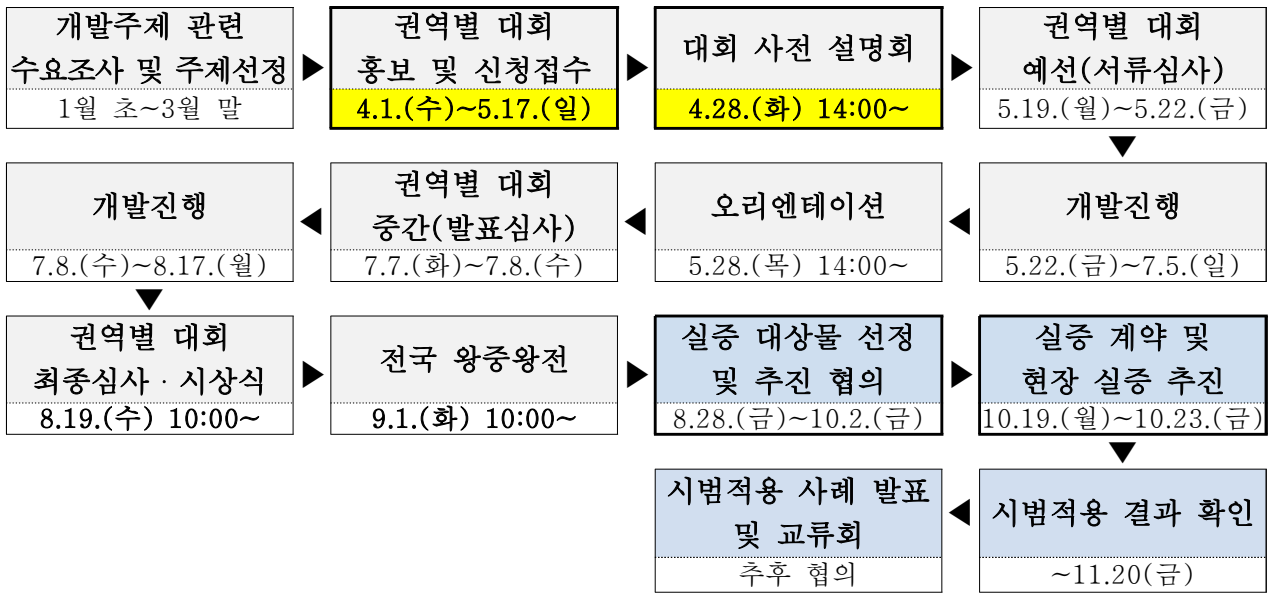 개발주제 관련
수요조사 및 주제선정
1월 초~3월 말
권역별 대회
홍보 및 신청접수
4.1.(수)~5.17.(일)
대회 사전 설명회
4.28.(화) 14:00~
권역별 대회
예선(서류심사)
5.19.(월)~5.22.(금)
개발진행
5.22.(금)~7.5.(일)
오리엔테이션
5.28.(목) 14:00~
권역별 대회
중간(발표심사)
7.7.(화)~7.8.(수)
개발진행
7.8.(수)~8.17.(월)
권역별 대회
최종심사 · 시상식
8.19.(수) 10:00~
전국 왕중왕전
9.1.(화) 10:00~
실증 대상물 선정
및 추진 협의
8.28.(금)~10.2.(금)
실증 계약 및
현장 실증 추진
10.19.(월)~10.23.(금)
시범적용 결과 확인
~11.20(금)
시범적용 사례 발표
및 교류회
추후 협의